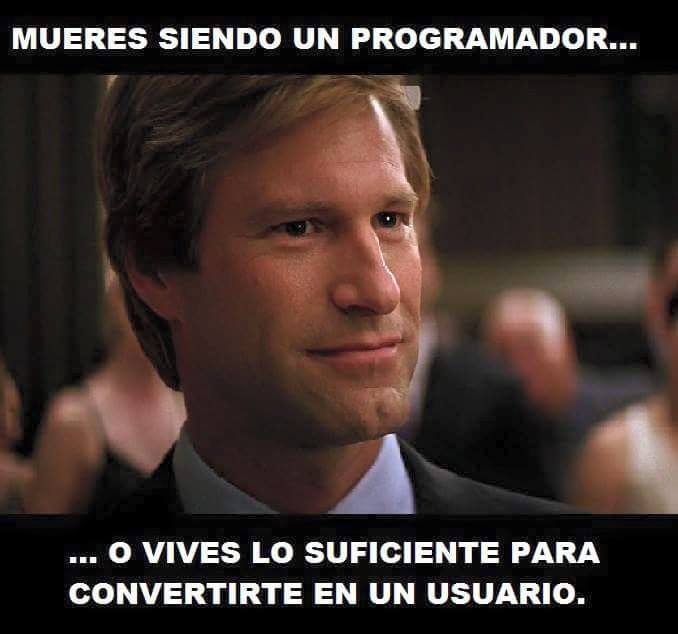 MUERES SIENDO UN PROGRAMADOR...
... O VIVES LO SUFICIENTE PARA
CONVERTIRTE EN UN USUARIO.